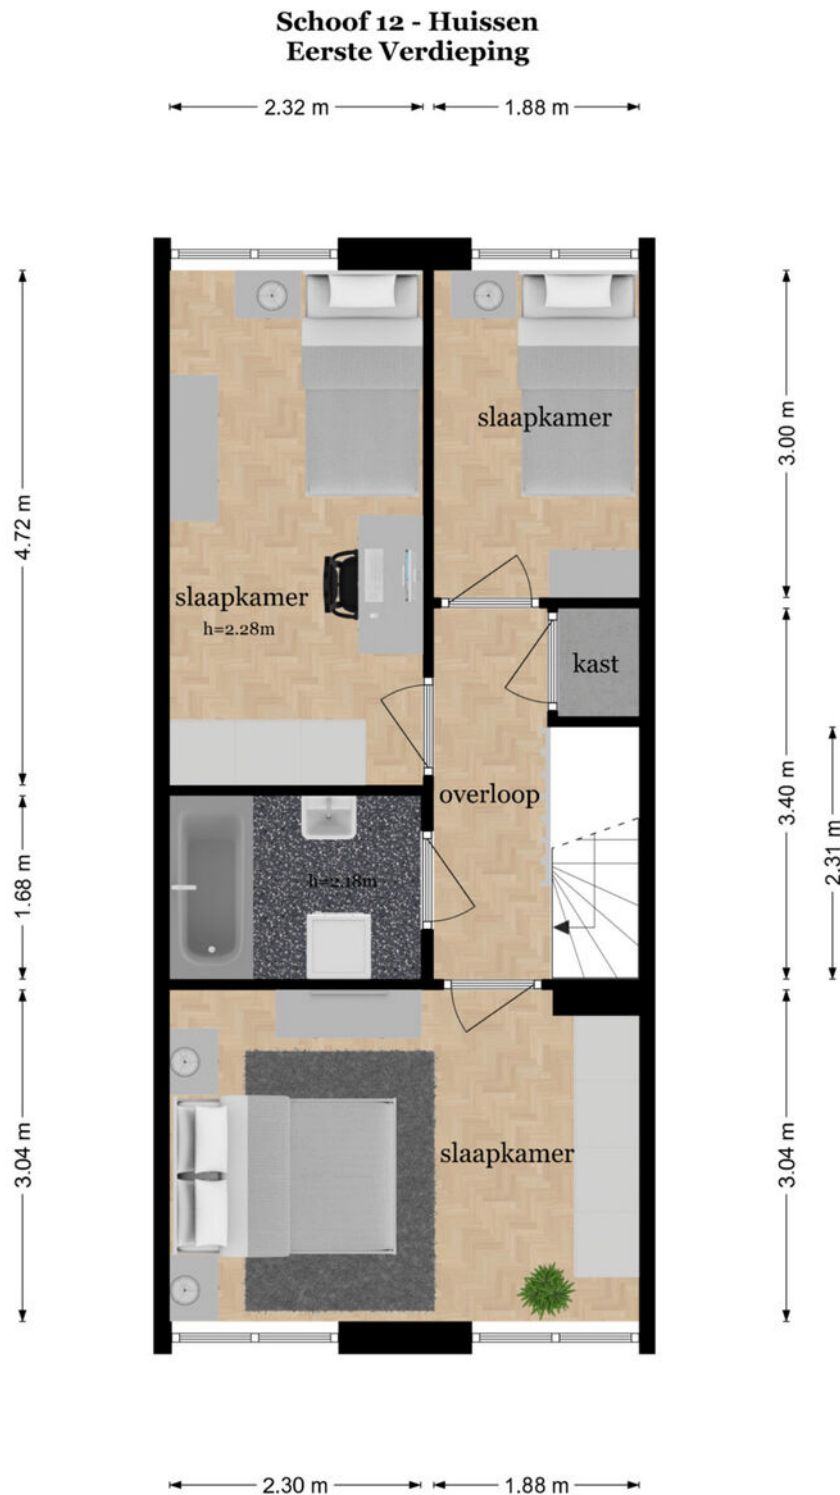 Schoof 12 - Huissen
Eerste Verdieping
2.32 m
1.88 m
4.72 m
3.00 m
slaapkamer
slaapkamer
h=2.28m
kast
overloop
3.40 m
2.31 m
1.68 m
h=2.18m
3.04 m
slaapkamer
3.04 m
2.30 m
1.88 m